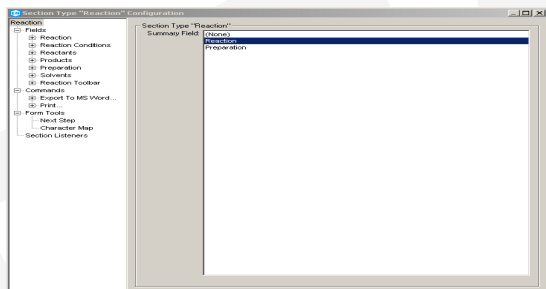 Section Type "Reaction" Configuration
Reaction
Fields
Reaction
Reaction Conditions
Reactants
Products
Preparation
Solvents
Reaction Toolbar
Commands
Export To MS Word...
Print...
Form Tools
Next Step
Character Map
Section Listeners
Section Type "Reaction"
Summary Field:
(None)
Reaction
Preparation